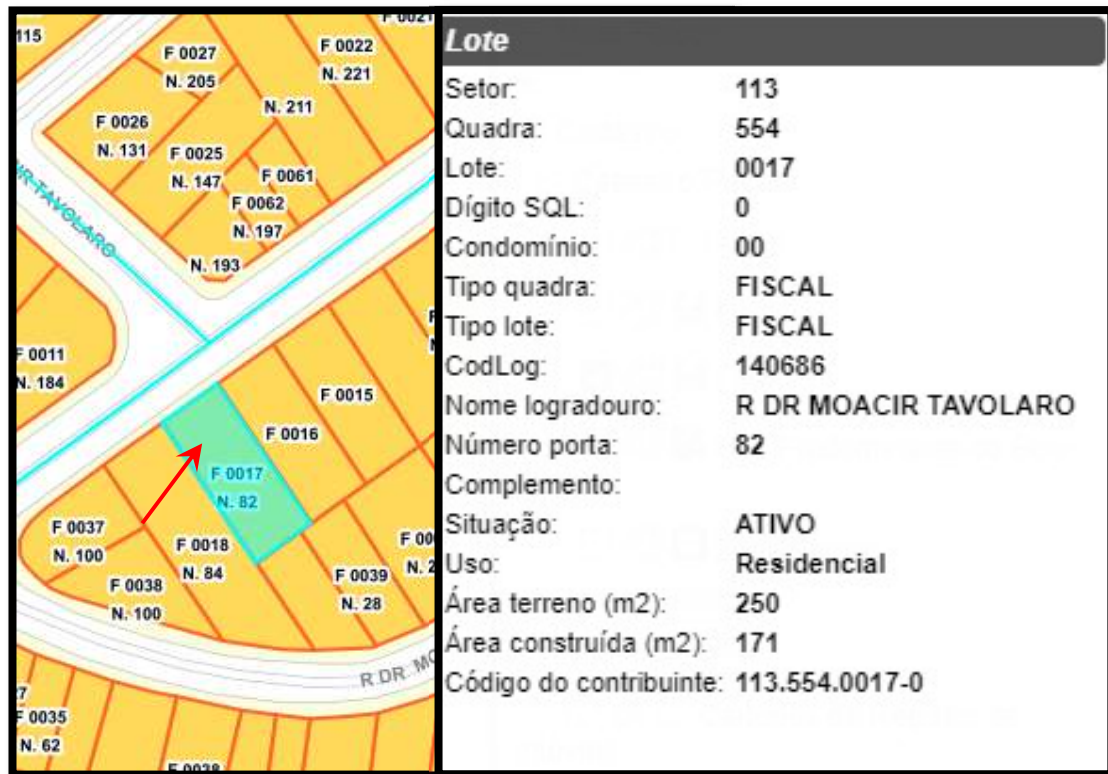 115
F 0027
N. 205
F 0022
N. 221
N. 211
F 0026
N. 131
F 0025
N. 147
F 0061
F 0062
N. 197
N. 193
TAVOLARO
F 0011
N. 184
F 0015
F 0016
F 0017
N. 82
F 0037
N. 100
F 0018
N. 84
F 0038
N. 100
F 0039
N. 28
R DR
F 0035
N. 62
Lote
Setor: 113
Quadra: 554
Lote: 0017
Dígito SQL: 0
Condomínio: 00
Tipo quadra: FISCAL
Tipo lote: FISCAL
CodLog: 140686
Nome logradouro: R DR MOACIR TAVOLARO
Número porta: 82
Complemento:
Situação: ATIVO
Uso: Residencial
Área terreno (m2): 250
Área construída (m2): 171
Código do contribuinte: 113.554.0017-0